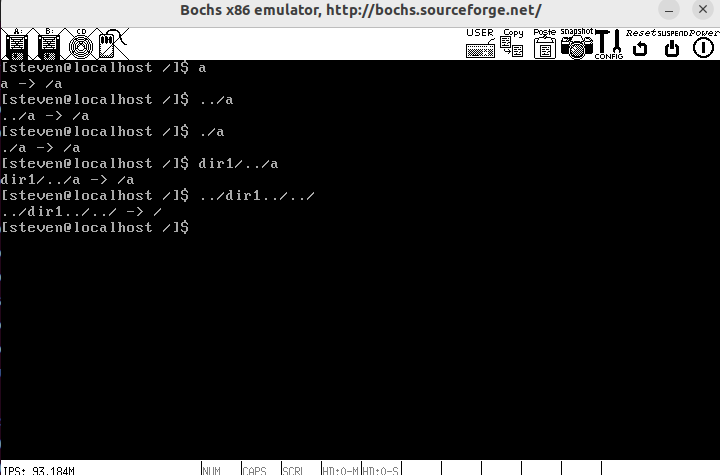 Bochs x86 emulator, http://bochs.sourceforge.net/
A: B: CD USER Copy Paste snapshot CONFIG Reset SUSPEND Power
[steven@localhost /]$ a
a -> /a
[steven@localhost /]$ ../a
../a -> /a
[steven@localhost /]$ ./a
./a -> /a
[steven@localhost /]$ dir1/../a
dir1/../a -> /a
[steven@localhost /]$ ../dir1../../
../dir1../../ -> /
[steven@localhost /]$
IPS: 93.184M NUM CAPS SCRL HD:0-M HD:0-S